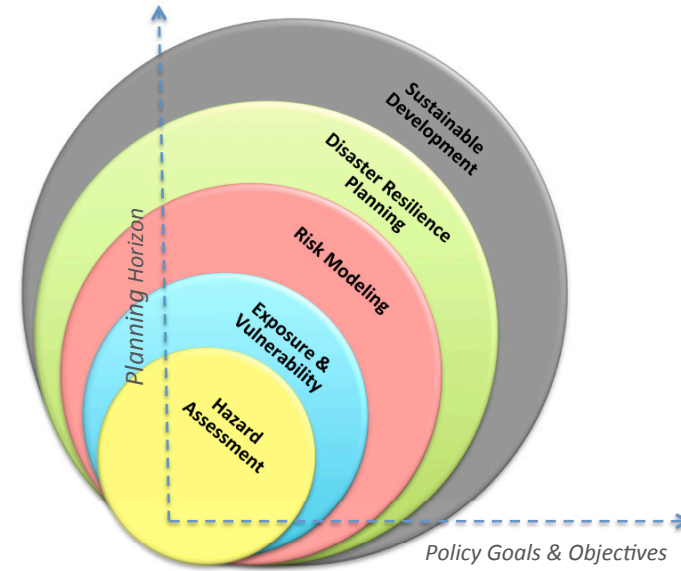 Sustainable
Development
Disaster Resilience
Planning
Risk Modeling
Exposure &
Vulnerability
Hazard
Assessment
Planning Horizon
Policy Goals & Objectives